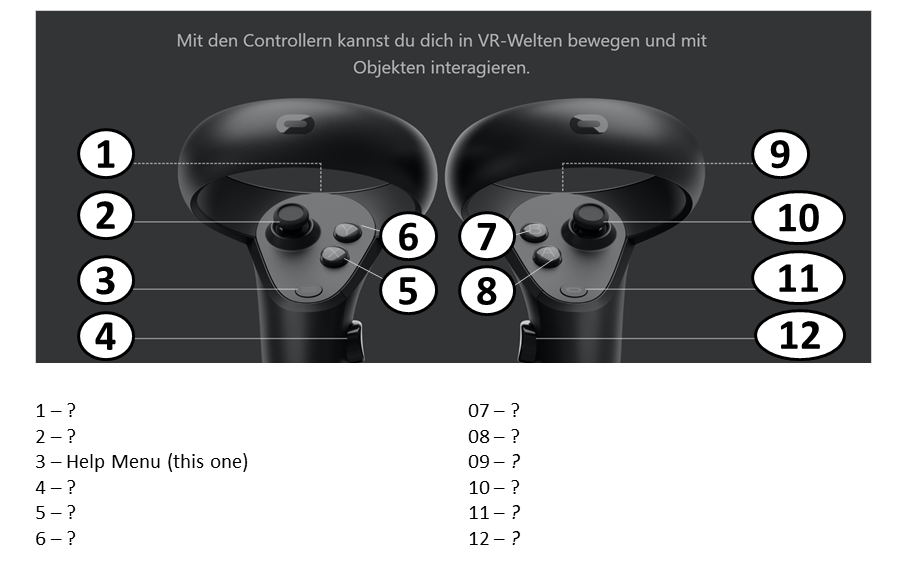 Mit den Controllern kannst du dich in VR-Welten bewegen und mit
Objekten interagieren.
1
9
2
10
6
7
Y
B
3
11
X
A
5
8
4
12
1 – ?
2 – ?
3 – Help Menu (this one)
4 – ?
5 – ?
6 – ?
07 – ?
08 – ?
09 – ?
10 – ?
11 – ?
12 – ?